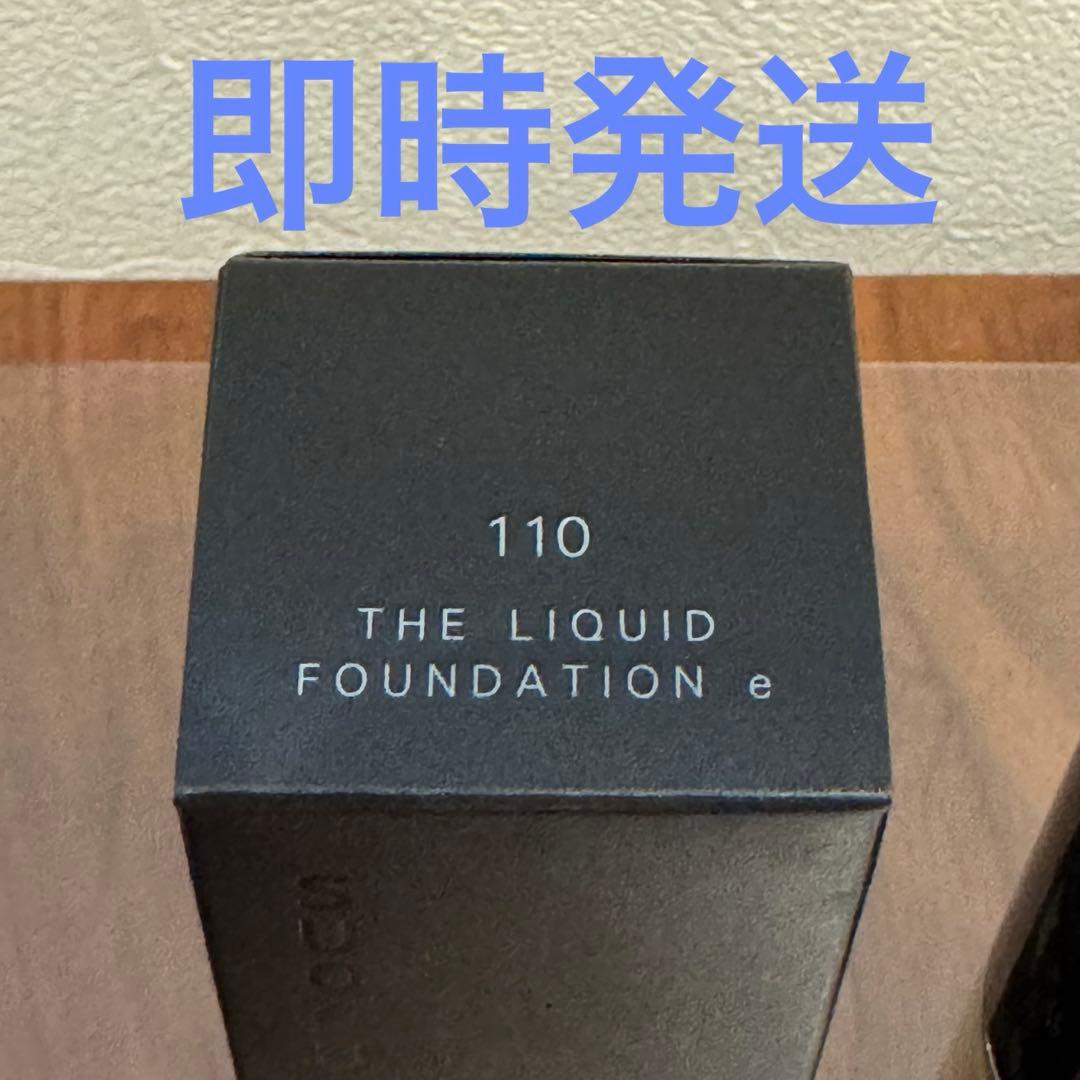 即時発送
110
THE LIQUID
FOUNDATION e